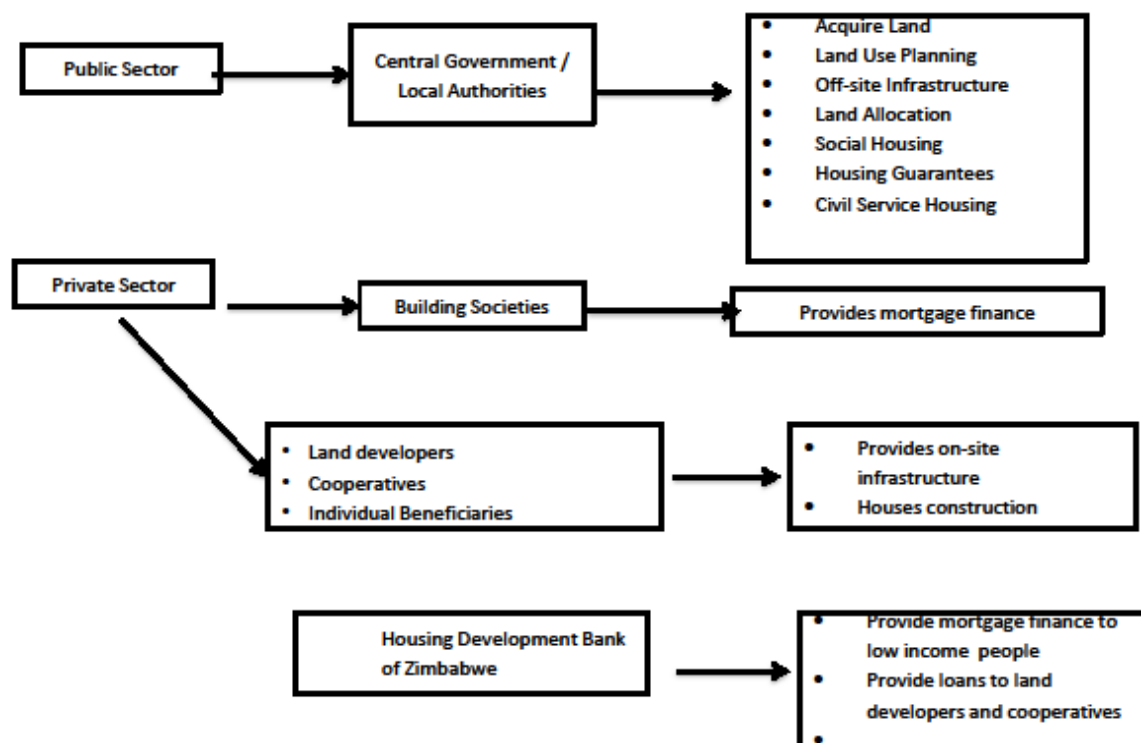 Public Sector
Central Government /
Local Authorities
• Acquire Land
• Land Use Planning
• Off-site Infrastructure
• Land Allocation
• Social Housing
• Housing Guarantees
• Civil Service Housing
Private Sector
Building Societies
Provides mortgage finance
• Land developers
• Cooperatives
• Individual Beneficiaries
• Provides on-site
infrastructure
• Houses construction
Housing Development Bank
of Zimbabwe
• Provide mortgage finance to
low income people
• Provide loans to land
developers and cooperatives
•